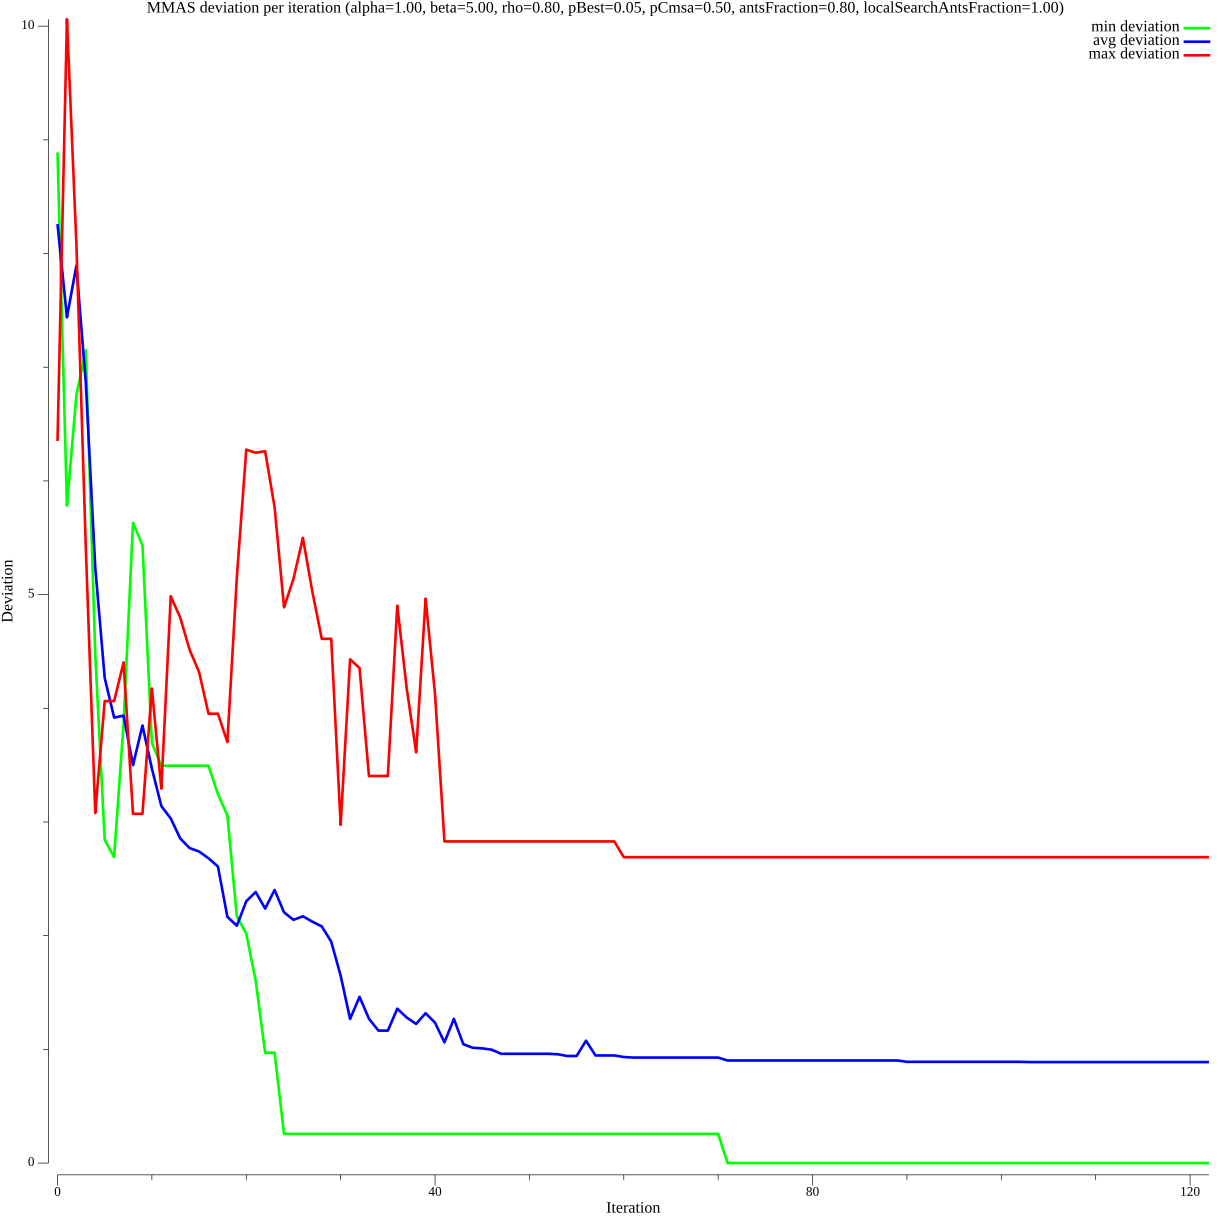 MMAS deviation per iteration (alpha=1.00, beta=5.00, rho=0.80, pBest=0.05, pCmsa=0.50, antsFraction=0.80, localSearchAntsFraction=1.00)
min deviation
avg deviation
max deviation
10
5
0
Deviation
0 40 80 120
Iteration